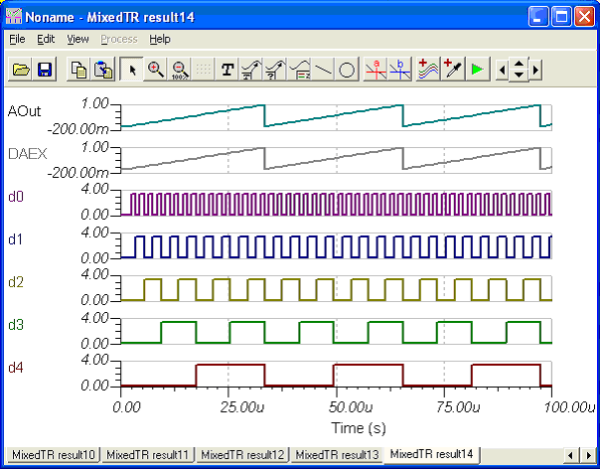 Noname - MixedTR result14
File Edit View Process Help
T 100% a b
AOut 1.00
-200.00m
DAEX 1.00
-200.00m
d0 4.00
0.00
d1 4.00
0.00
d2 4.00
0.00
d3 4.00
0.00
d4 4.00
0.00
0.00 25.00u 50.00u 75.00u 100.00u
Time (s)
MixedTR result10 MixedTR result11 MixedTR result12 MixedTR result13 MixedTR result14